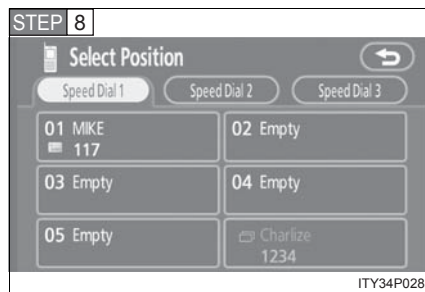 STEP 8
Select Position
Speed Dial 1 Speed Dial 2 Speed Dial 3
01 MIKE 02 Empty
117
03 Empty 04 Empty
05 Empty Charlize
1234
ITY34P028